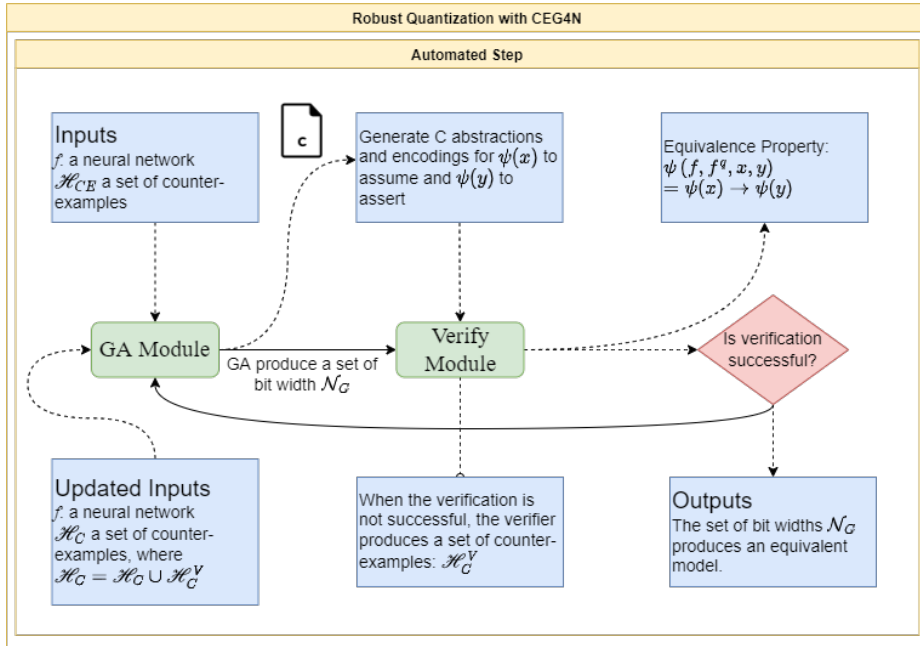 Robust Quantization with CEG4N
Automated Step
Inputs
f: a neural network
ℋ_CE a set of counter-
examples
C
Generate C abstractions
and encodings for ψ(x) to
assume and ψ(y) to
assert
Equivalence Property:
ψ (f, f^q, x, y)
= ψ(x) → ψ(y)
GA Module
GA produce a set of
bit width 𝒩_G
Verify
Module
Is verification
successful?
Updated Inputs
f: a neural network
ℋ_C a set of counter-
examples, where
ℋ_C = ℋ_C ∪ ℋ_C^V
When the verification is
not successful, the verifier
produces a set of counter-
examples: ℋ_C^V
Outputs
The set of bit widths 𝒩_G
produces an equivalent
model.